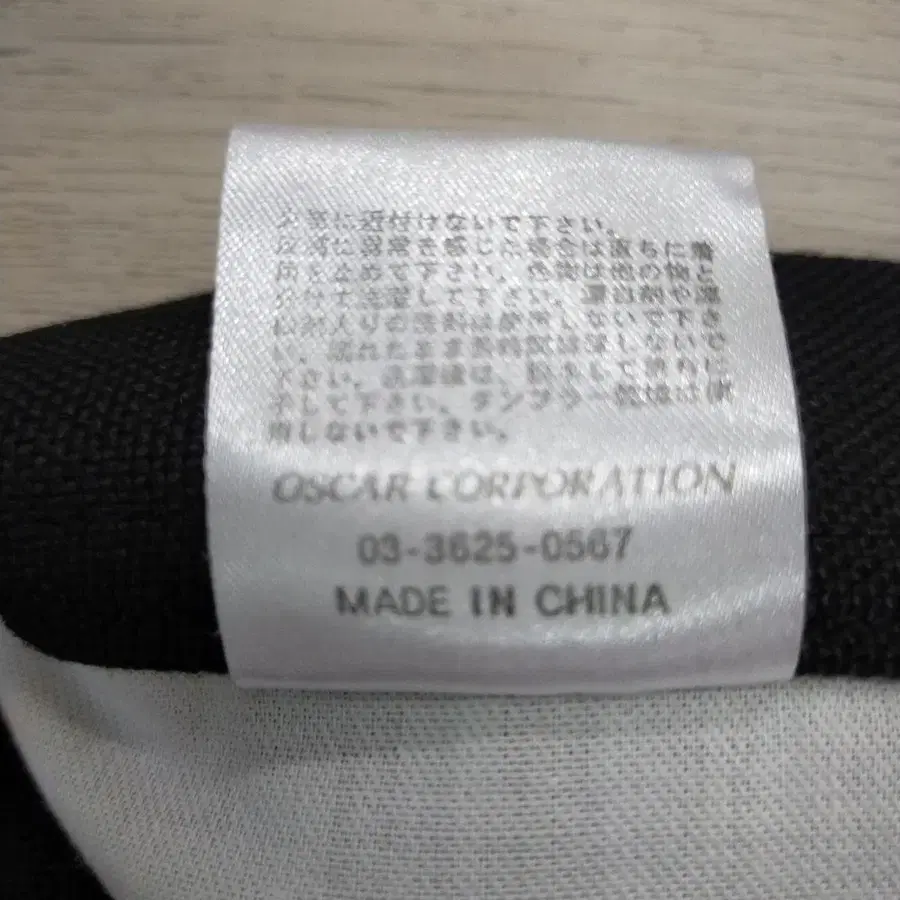 火気に近付けないで下さい。
皮膚に異常を感じた場合は直ちに着
用を止めて下さい。色物は他の物と
分けて洗濯して下さい。漂白剤や蛍
光剤入りの洗剤は使用しないで下さ
い。濡れたまま長時間放置しないで
下さい。洗濯後は、形を して直ちに
干して下さい。タンブラー乾燥は使
用しないで下さい。
OSCAR CORPORATION
03-3625-0567
MADE IN CHINA